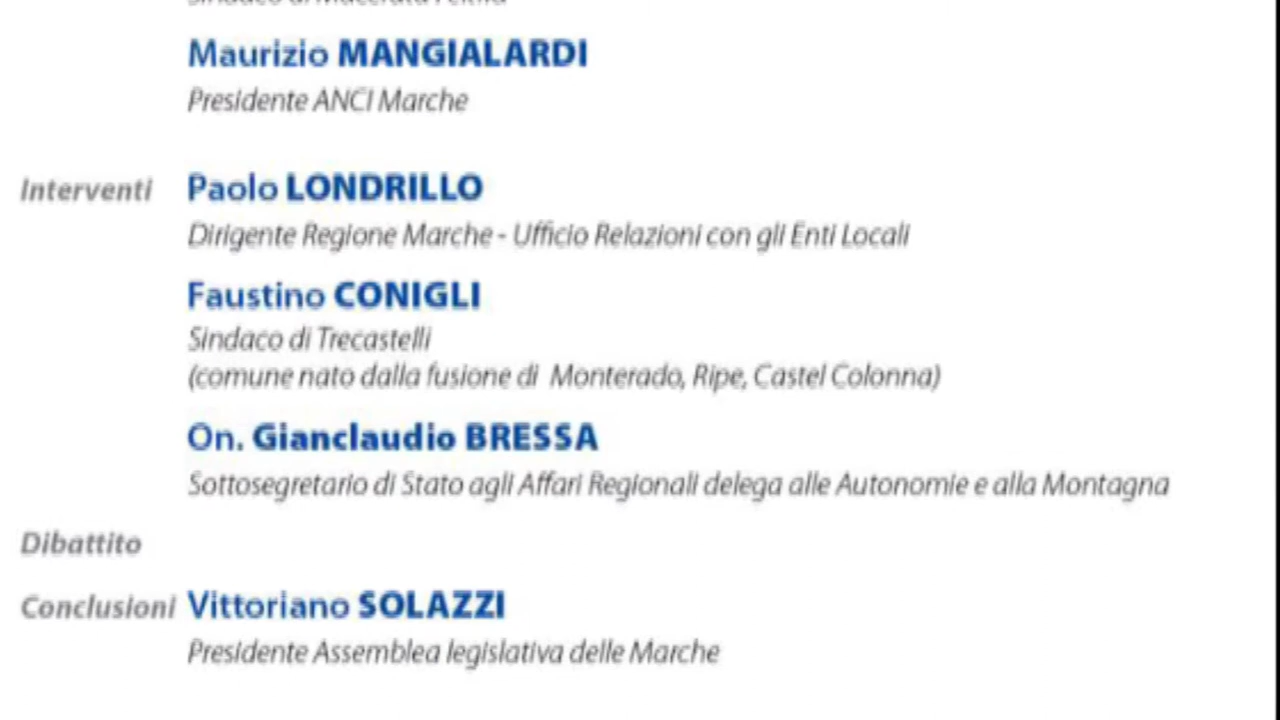 Maurizio MANGIALARDI
Presidente ANCI Marche
Interventi Paolo LONDRILLO
Dirigente Regione Marche - Ufficio Relazioni con gli Enti Locali
Faustino CONIGLI
Sindaco di Trecastelli
(comune nato dalla fusione di Monterado, Ripe, Castel Colonna)
On. Gianclaudio BRESSA
Sottosegretario di Stato agli Affari Regionali delega alle Autonomie e alla Montagna
Dibattito
Conclusioni Vittoriano SOLAZZI
Presidente Assemblea legislativa delle Marche